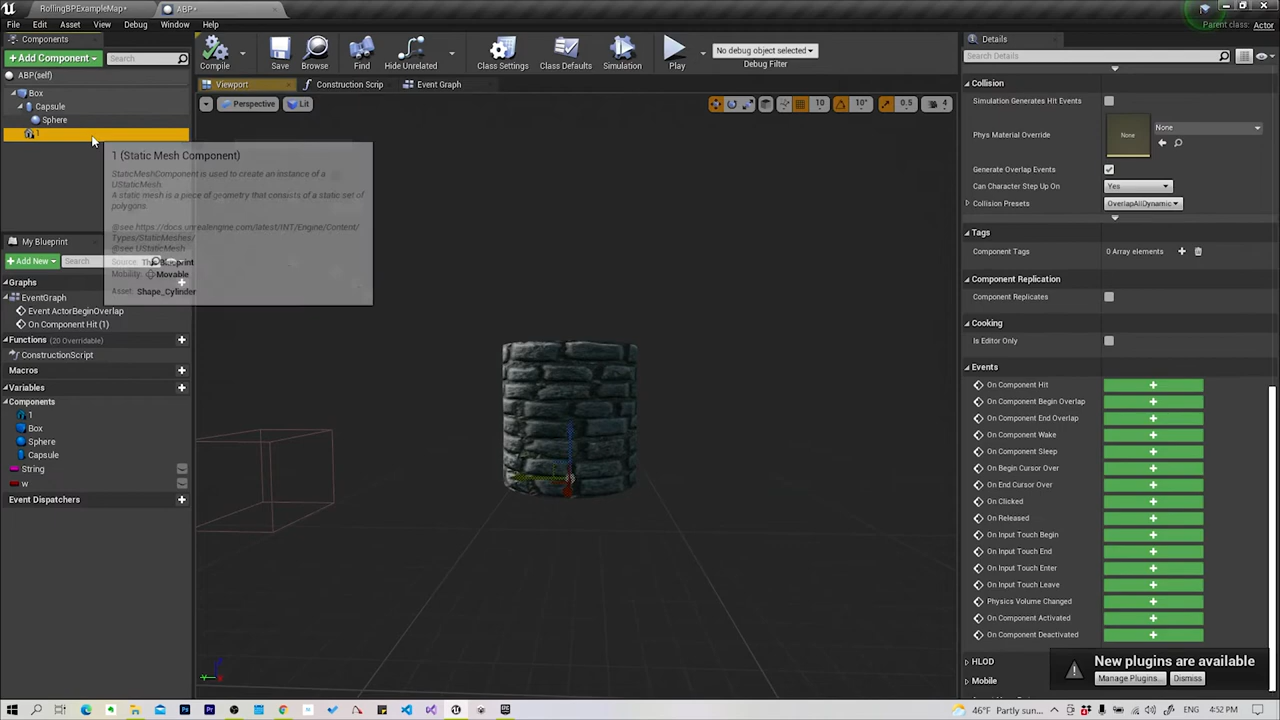 RollingBPExampleMap*
ABP*
File Edit Asset View Debug Window Help
Parent class: Actor
Components
+ Add Component
Search
ABP(self)
Box
Capsule
Sphere
1
1 (Static Mesh Component)
StaticMeshComponent is used to create an instance of a
UStaticMesh.
A static mesh is a piece of geometry that consists of a static set of
polygons.
@see https://docs.unrealengine.com/latest/INT/Engine/Content/
Types/StaticMeshes/
@see UStaticMesh
Source: This Blueprint
Mobility: Movable
Asset: Shape_Cylinder
My Blueprint
+ Add New
Search
Graphs
EventGraph
Event ActorBeginOverlap
On Component Hit (1)
Functions (20 Overridable)
ConstructionScript
Macros
Variables
Components
1
Box
Sphere
Capsule
String
w
Event Dispatchers
Compile
Save
Browse
Find
Hide Unrelated
Class Settings
Class Defaults
Simulation
Play
No debug object selected
Debug Filter
Viewport
Construction Scrip
Event Graph
Perspective
Lit
10
10°
0.5
4
Details
Search Details
Collision
Simulation Generates Hit Events
Phys Material Override
None
None
Generate Overlap Events
Can Character Step Up On
Yes
Collision Presets
OverlapAllDynamic
Tags
Component Tags
0 Array elements
Component Replication
Component Replicates
Cooking
Is Editor Only
Events
On Component Hit
On Component Begin Overlap
On Component End Overlap
On Component Wake
On Component Sleep
On Begin Cursor Over
On End Cursor Over
On Clicked
On Released
On Input Touch Begin
On Input Touch End
On Input Touch Enter
On Input Touch Leave
Physics Volume Changed
On Component Activated
On Component Deactivated
HLOD
Mobile
New plugins are available
Manage Plugins...
Dismiss
46°F Partly sun...
4:52 PM